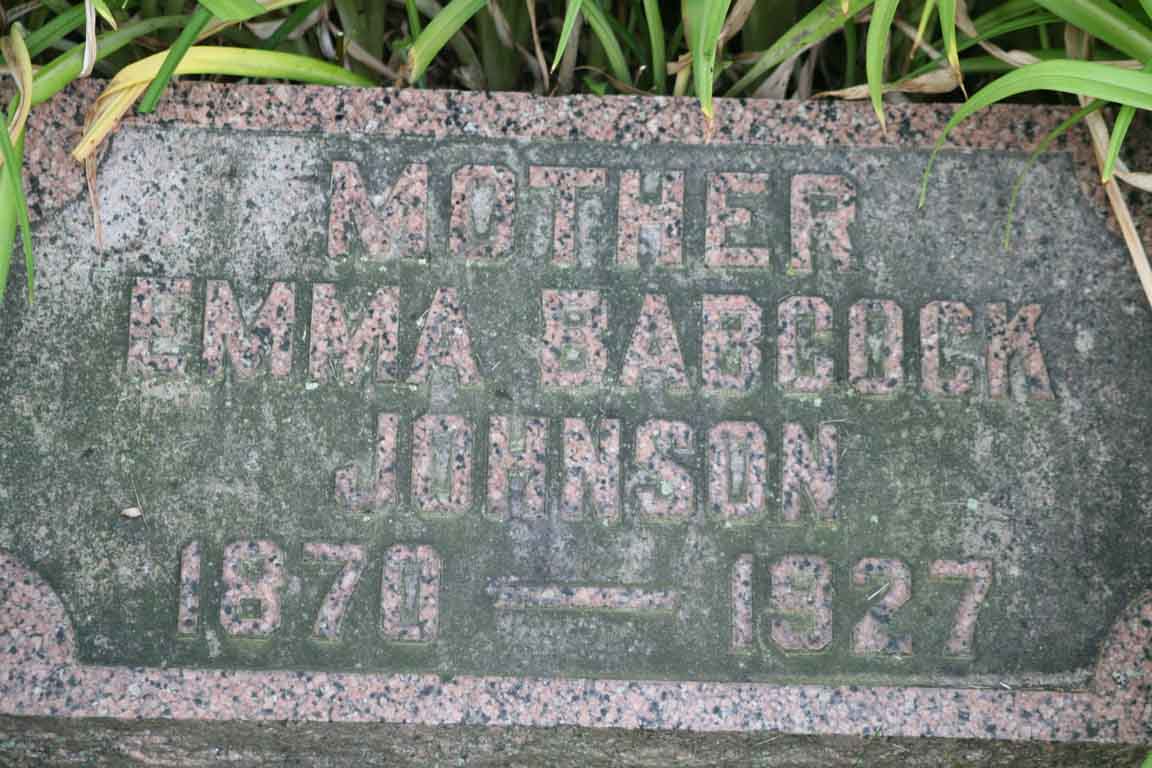 MOTHER
EMMA BABCOCK
JOHNSON
1870 — 1927